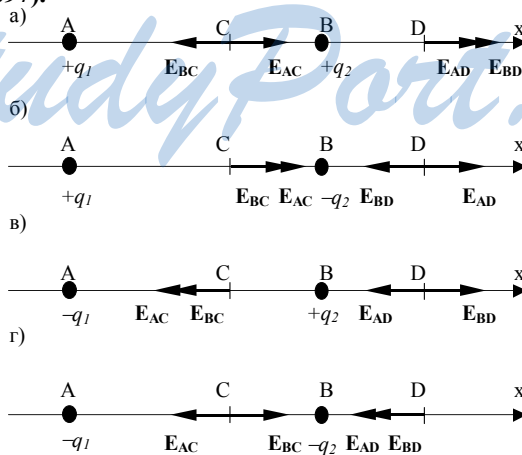 а)
A C B D x
+q1 EBC EAC +q2 EAD EBD
б)
A C B D x
+q1 EBC EAC –q2 EBD EAD
в)
A C B D x
–q1 EAC EBC +q2 EAD EBD
г)
A C B D x
–q1 EAC EBC –q2 EAD EBD